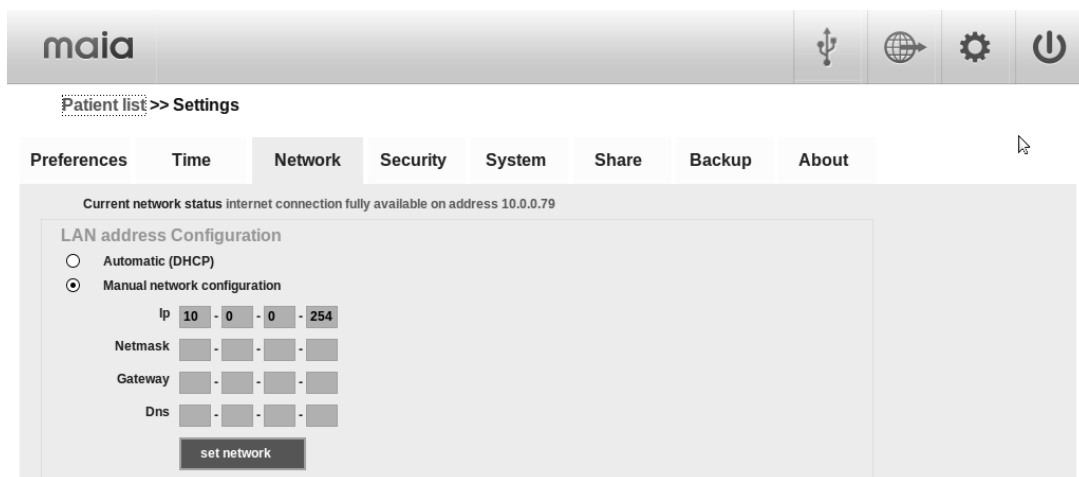 maia
Patient list >> Settings
Preferences Time Network Security System Share Backup About
Current network status internet connection fully available on address 10.0.0.79
LAN address Configuration
Automatic (DHCP)
Manual network configuration
Ip 10 - 0 - 0 - 254
Netmask - - -
Gateway - - -
Dns - - -
set network